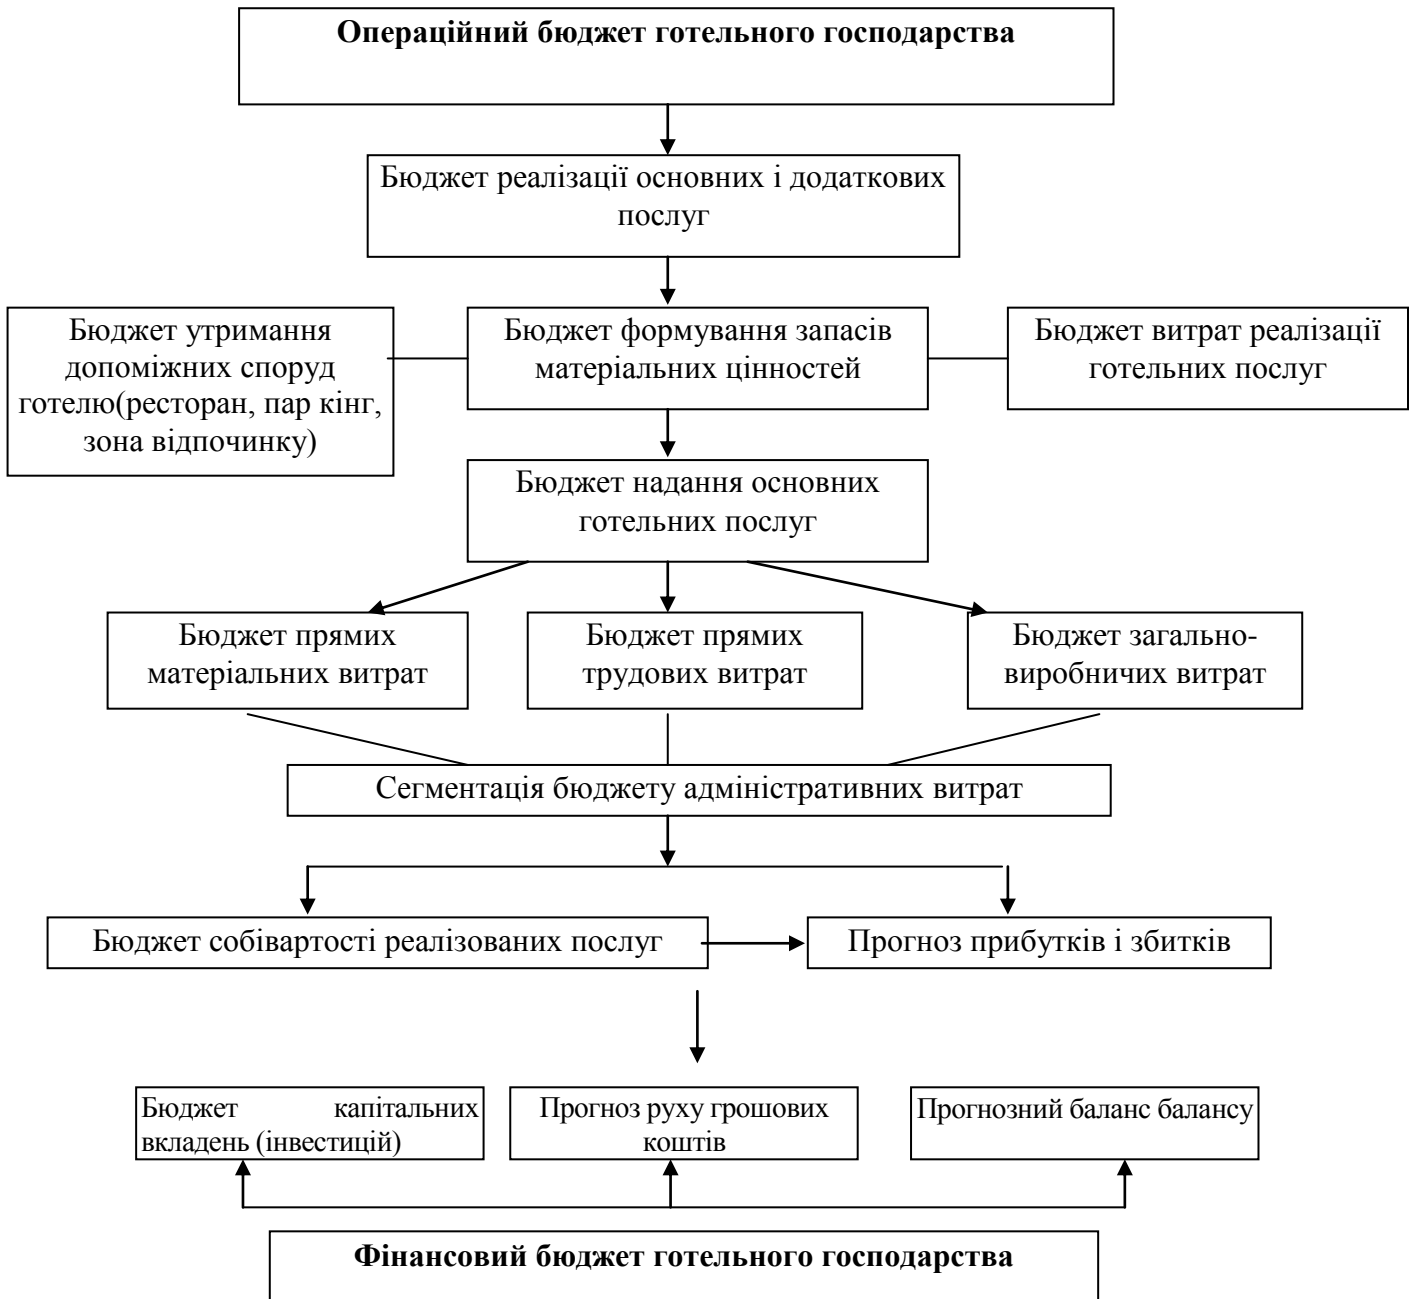 Операційний бюджет готельного господарства
Бюджет реалізації основних і додаткових
послуг
Бюджет утримання
допоміжних споруд
готелю(ресторан, пар кінг,
зона відпочинку)
Бюджет формування запасів
матеріальних цінностей
Бюджет витрат реалізації
готельних послуг
Бюджет надання основних
готельних послуг
Бюджет прямих
матеріальних витрат
Бюджет прямих
трудових витрат
Бюджет загально-
виробничих витрат
Сегментація бюджету адміністративних витрат
Бюджет собівартості реалізованих послуг
Прогноз прибутків і збитків
Бюджет капітальних
вкладень (інвестицій)
Прогноз руху грошових
коштів
Прогнозний баланс балансу
Фінансовий бюджет готельного господарства